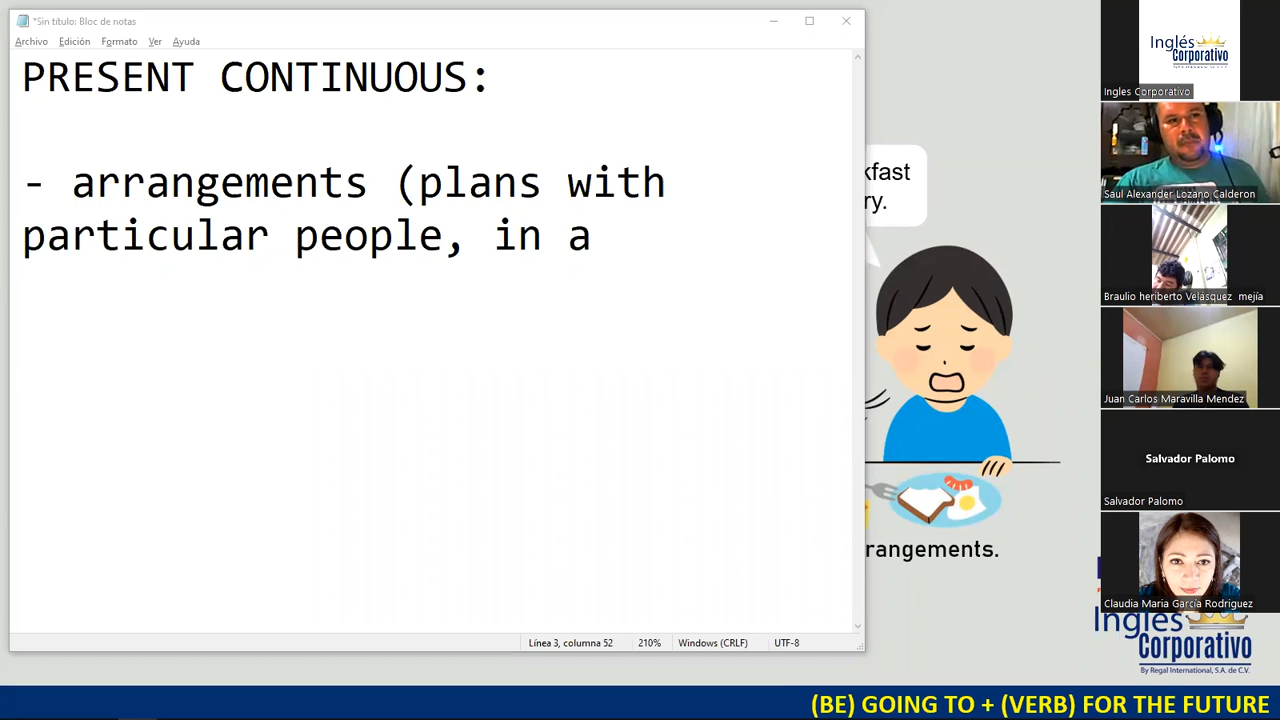 *Sin título: Bloc de notas
Archivo Edición Formato Ver Ayuda
PRESENT CONTINUOUS:
- arrangements (plans with
particular people, in a
Línea 3, columna 52 210% Windows (CRLF) UTF-8
kfast
ry.
rangements.
Inglés
Corporativo
Ingles Corporativo
Saul Alexander Lozano Calderon
Braulio heriberto Velásquez mejía
Juan Carlos Maravilla Mendez
Salvador Palomo
Salvador Palomo
Claudia Maria García Rodriguez
Inglés
Corporativo
By Regal International, S.A. de C.V.
(BE) GOING TO + (VERB) FOR THE FUTURE